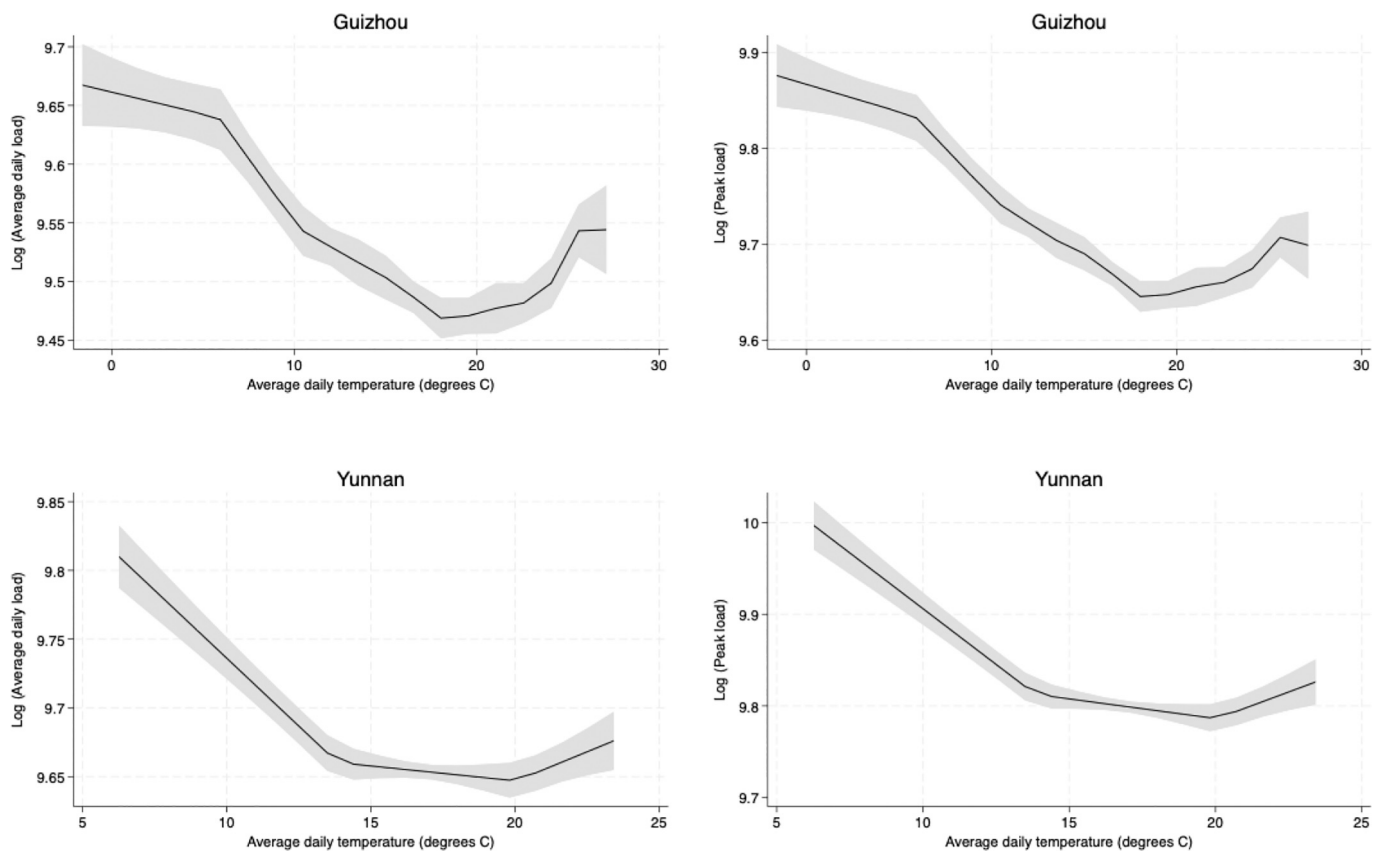 Guizhou
Log (Average daily load)
9.7
9.65
9.6
9.55
9.5
9.45
0 10 20 30
Average daily temperature (degrees C)
Guizhou
Log (Peak load)
9.9
9.8
9.7
9.6
0 10 20 30
Average daily temperature (degrees C)
Yunnan
Log (Average daily load)
9.85
9.8
9.75
9.7
9.65
5 10 15 20 25
Average daily temperature (degrees C)
Yunnan
Log (Peak load)
10
9.9
9.8
9.7
5 10 15 20 25
Average daily temperature (degrees C)